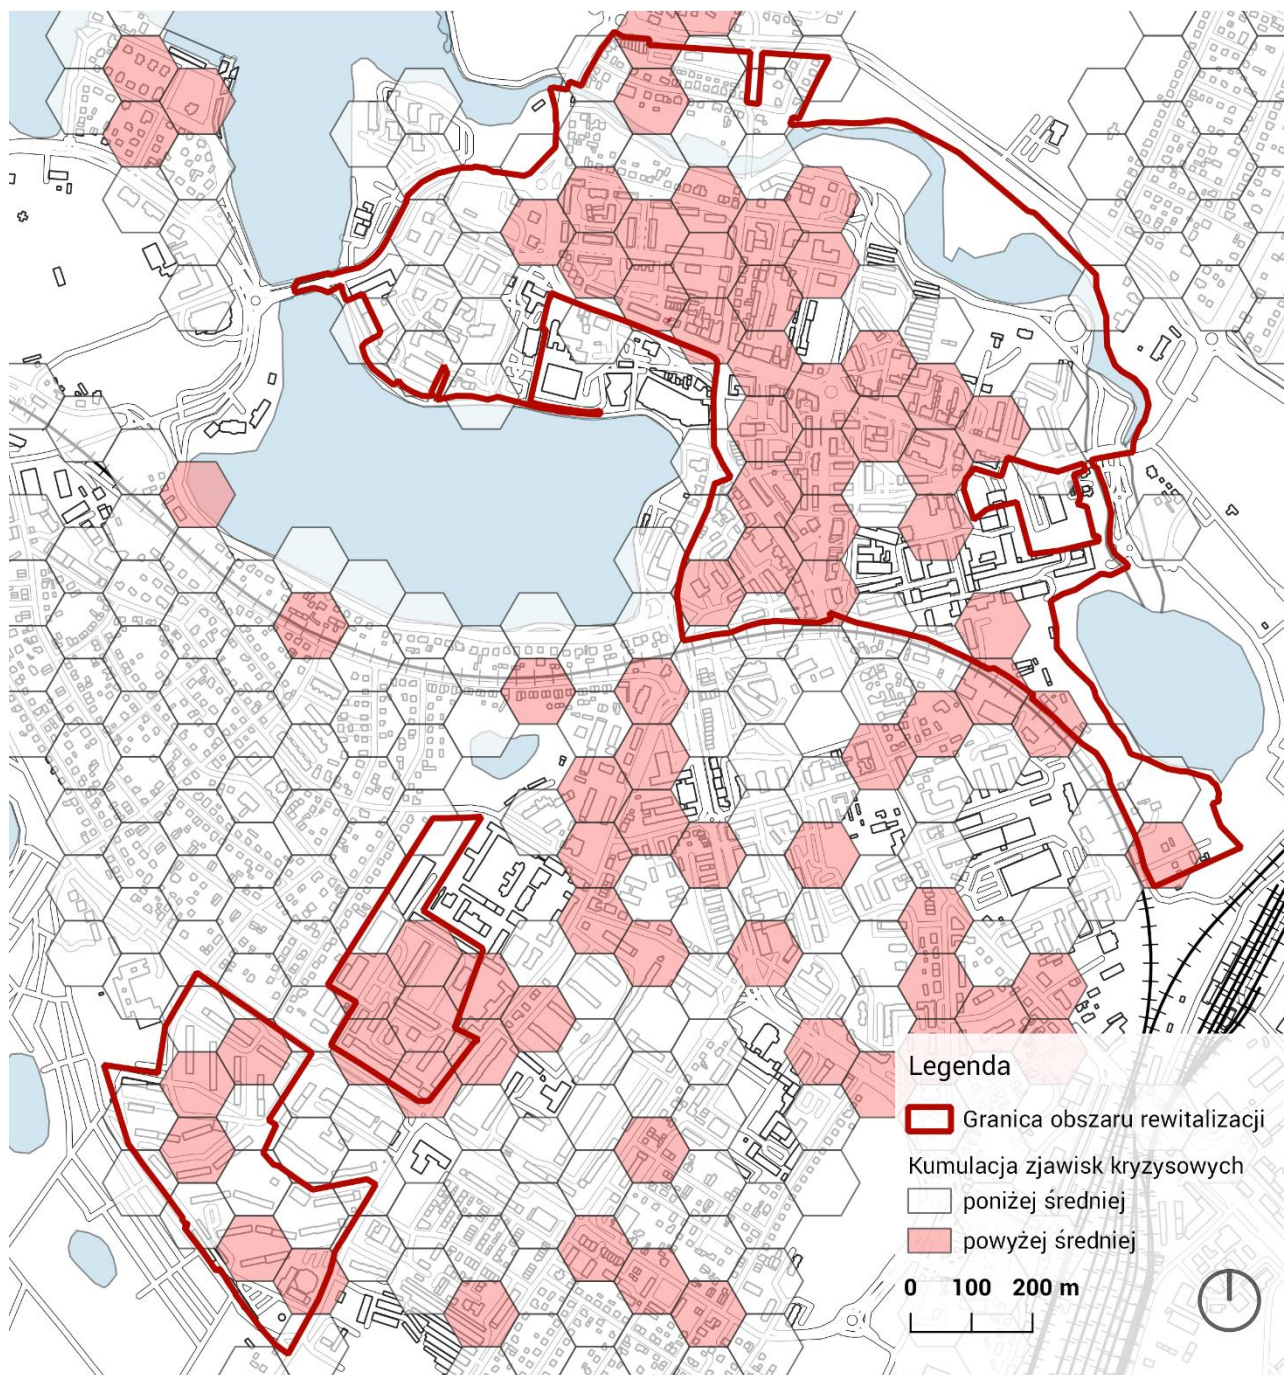 Legenda
Granica obszaru rewitalizacji
Kumulacja zjawisk kryzysowych
poniżej średniej
powyżej średniej
0 100 200 m